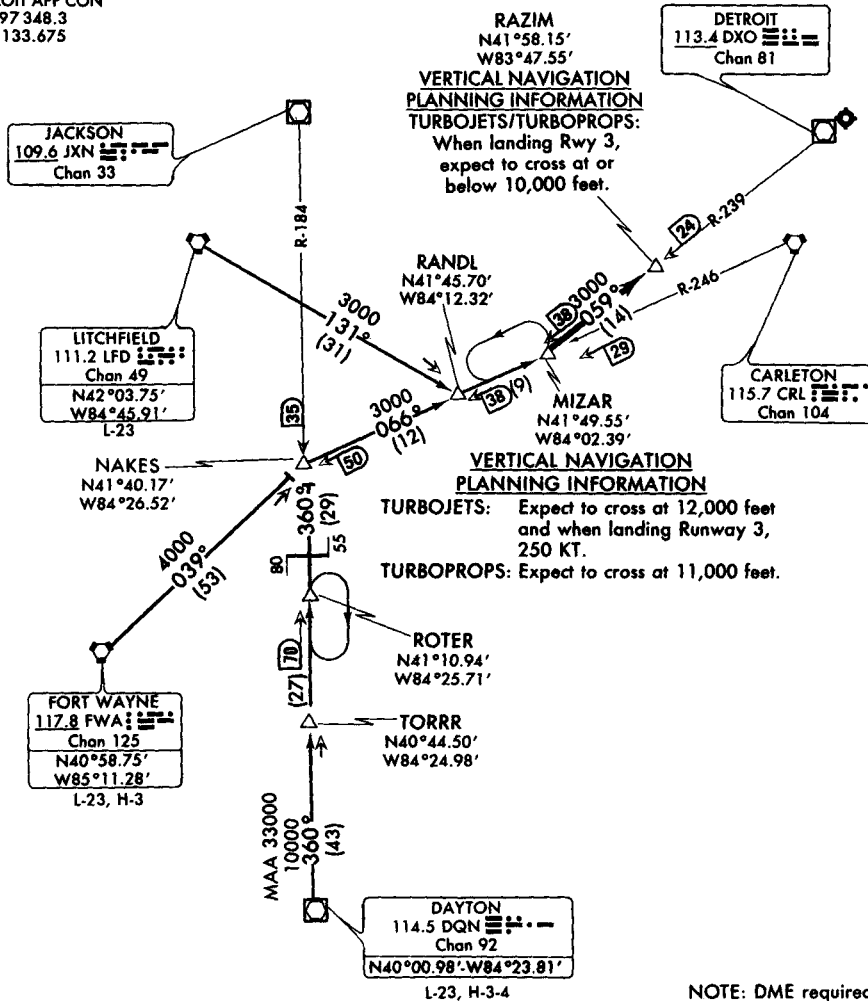 OIT APP CON
97 348.3
133.675
RAZIM
N41°58.15'
W83°47.55'
VERTICAL NAVIGATION
PLANNING INFORMATION
TURBOJETS/TURBOPROPS:
When landing Rwy 3,
expect to cross at or
below 10,000 feet.
DETROIT
113.4 DXO
Chan 81
JACKSON
109.6 JXN
Chan 33
R-184
R-239
24
R-246
RANDL
N41°45.70'
W84°12.32'
3000
131°
(31)
38
3000
059°
(14)
29
LITCHFIELD
111.2 LFD
Chan 49
N42°03.75'
W84°45.91'
L-23
CARLETON
115.7 CRL
Chan 104
35
3000
066°
(12)
50
38
(9)
MIZAR
N41°49.55'
W84°02.39'
VERTICAL NAVIGATION
PLANNING INFORMATION
TURBOJETS: Expect to cross at 12,000 feet
and when landing Runway 3,
250 KT.
TURBOPROPS: Expect to cross at 11,000 feet.
NAKES
N41°40.17'
W84°26.52'
4000
039°
(53)
360°
(29)
80
55
ROTER
N41°10.94'
W84°25.71'
70
(27)
FORT WAYNE
117.8 FWA
Chan 125
N40°58.75'
W85°11.28'
L-23, H-3
TORRR
N40°44.50'
W84°24.98'
MAA 33000
10000
360°
(43)
DAYTON
114.5 DQN
Chan 92
N40°00.98'-W84°23.81'
L-23, H-3-4
NOTE: DME required